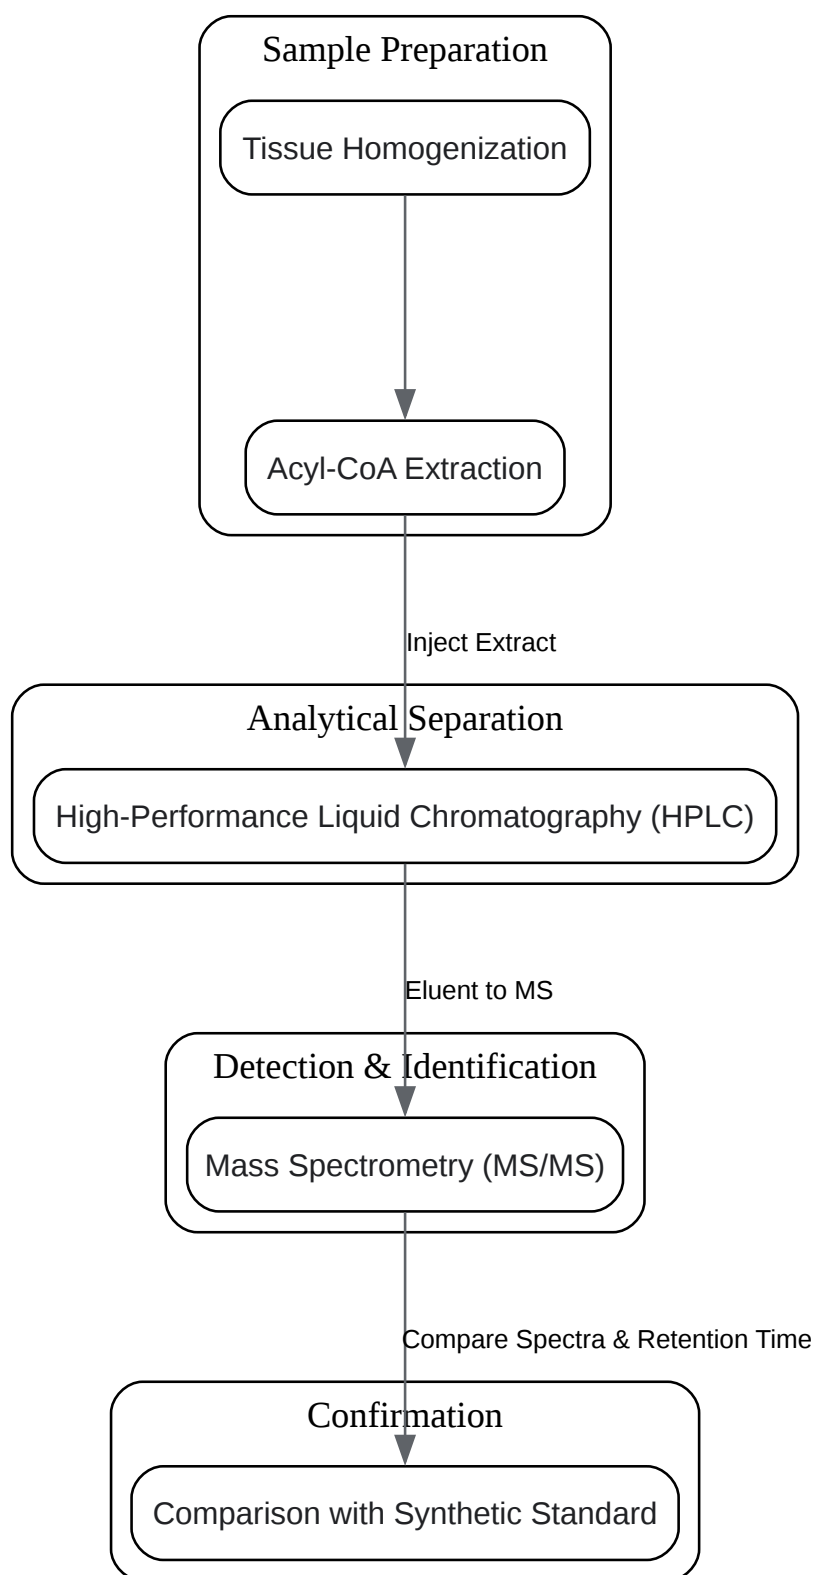 Sample Preparation
Tissue Homogenization
Acyl-CoA Extraction
Inject Extract
Analytical Separation
High-Performance Liquid Chromatography (HPLC)
Eluent to MS
Detection & Identification
Mass Spectrometry (MS/MS)
Compare Spectra & Retention Time
Confirmation
Comparison with Synthetic Standard